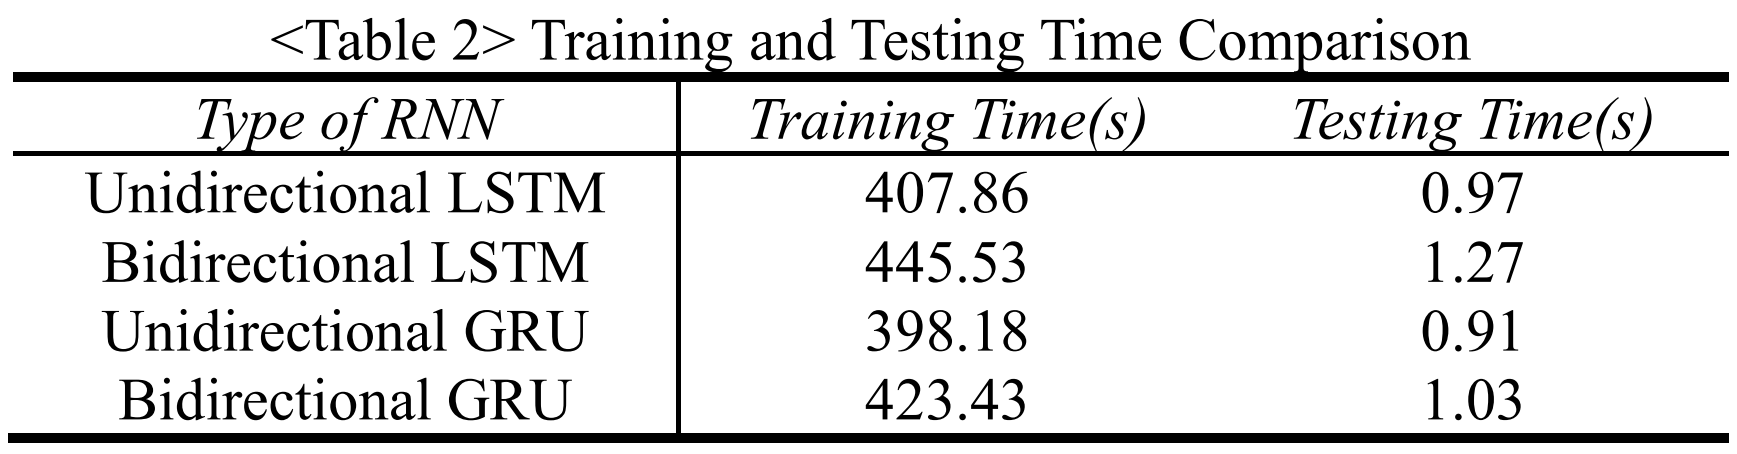 <Table 2> Training and Testing Time Comparison
Type of RNN Training Time(s) Testing Time(s)
Unidirectional LSTM 407.86 0.97
Bidirectional LSTM 445.53 1.27
Unidirectional GRU 398.18 0.91
Bidirectional GRU 423.43 1.03